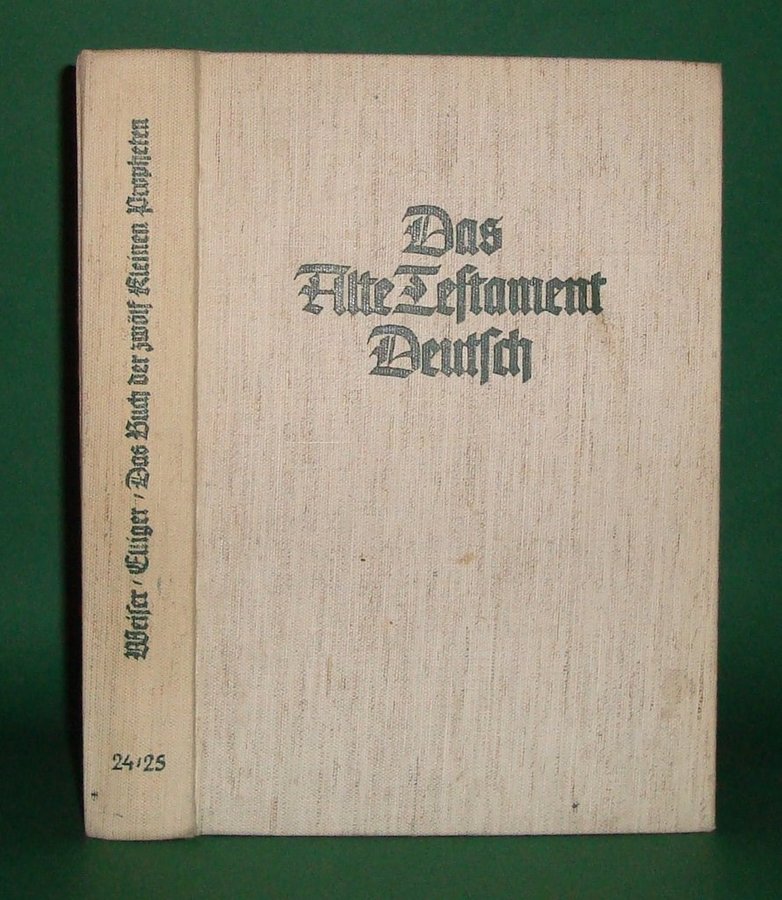 Das
Alte Testament
Deutsch
Weiser / Elliger / Das Buch der zwölf Kleinen Propheten
24/25